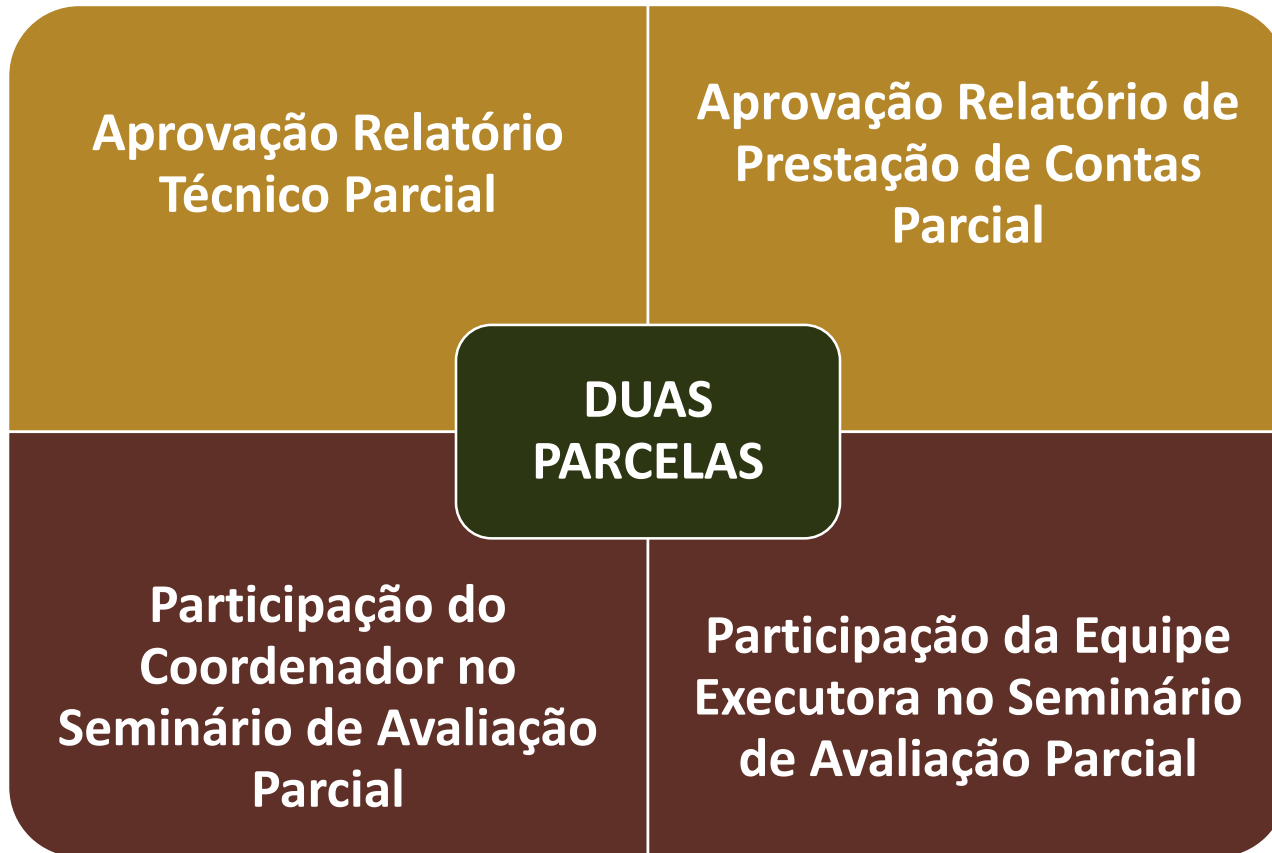 Aprovação Relatório
Técnico Parcial
Aprovação Relatório de
Prestação de Contas
Parcial
DUAS
PARCELAS
Participação do
Coordenador no
Seminário de Avaliação
Parcial
Participação da Equipe
Executora no Seminário
de Avaliação Parcial